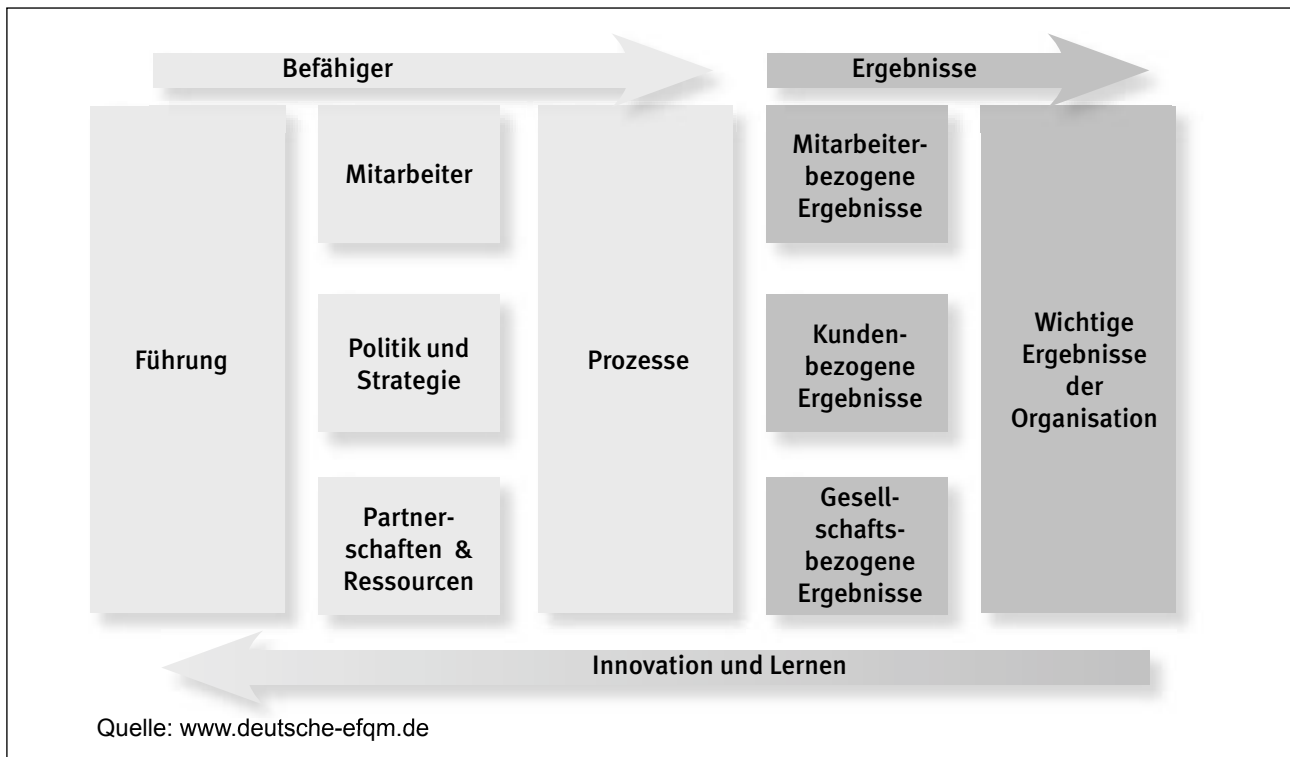 Befähiger
Ergebnisse
Führung
Mitarbeiter
Politik und
Strategie
Partner-
schaften &
Ressourcen
Prozesse
Mitarbeiter-
bezogene
Ergebnisse
Kunden-
bezogene
Ergebnisse
Gesell-
schafts-
bezogene
Ergebnisse
Wichtige
Ergebnisse
der
Organisation
Innovation und Lernen
Quelle: www.deutsche-efqm.de